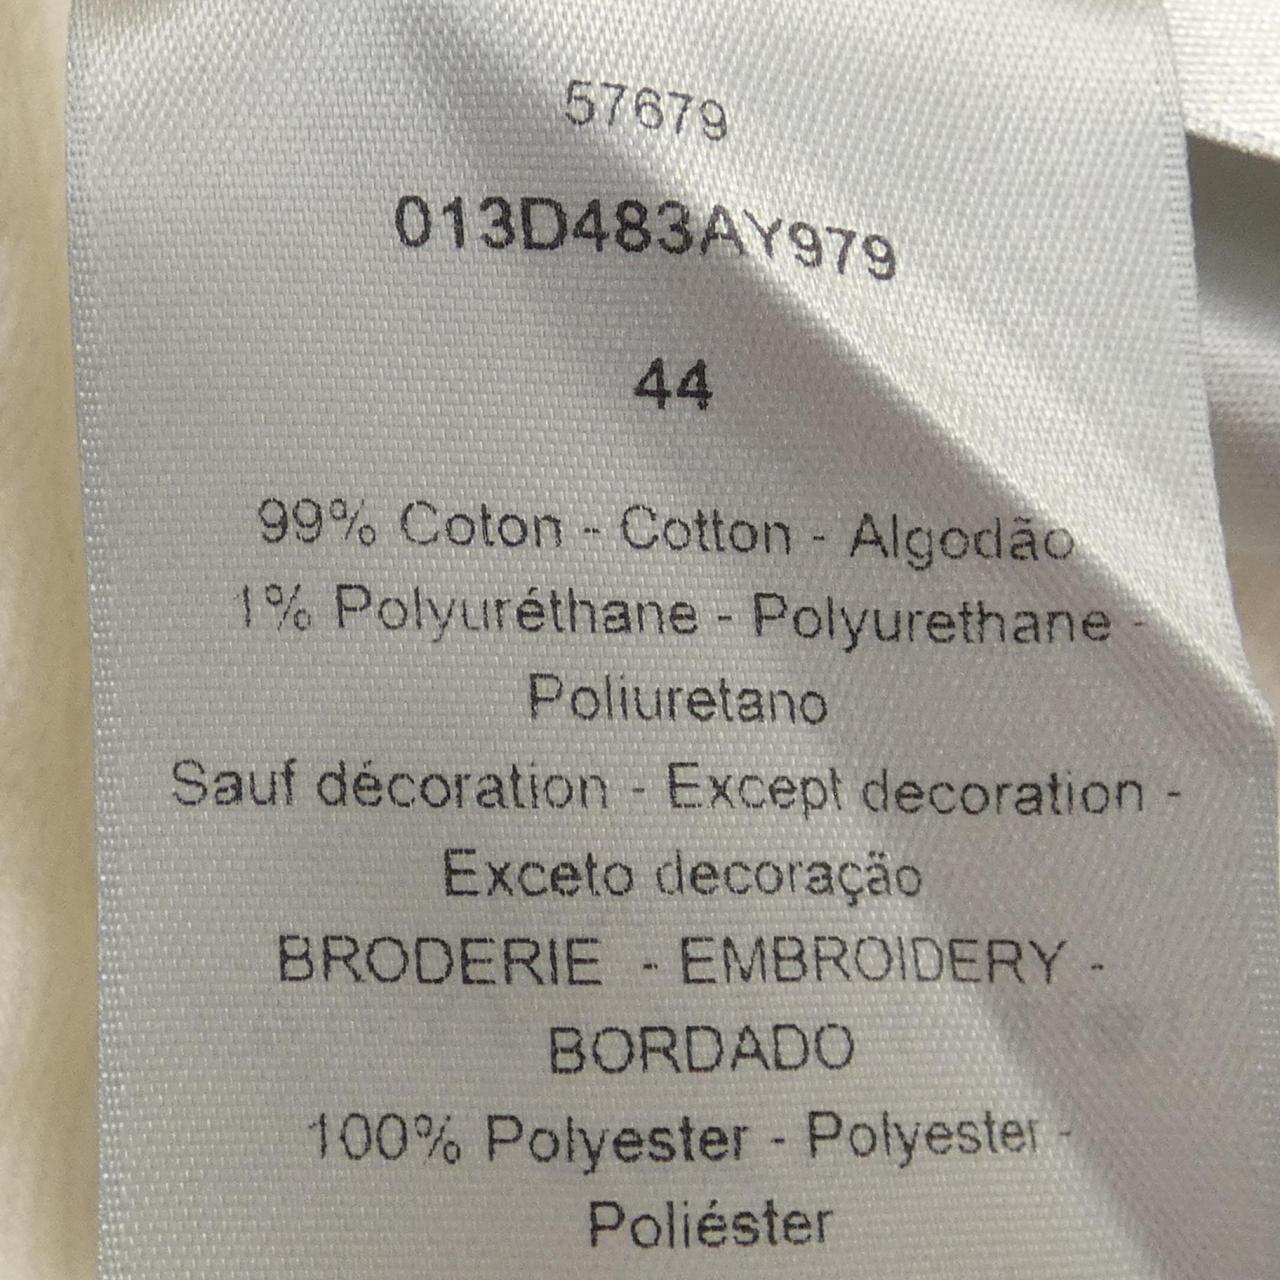 57679
013D483AY979
44
99% Coton - Cotton - Algodão
1% Polyuréthane - Polyurethane -
Poliuretano
Sauf décoration - Except decoration -
Exceto decoração
BRODERIE - EMBROIDERY -
BORDADO
100% Polyester - Polyester -
Poliéster